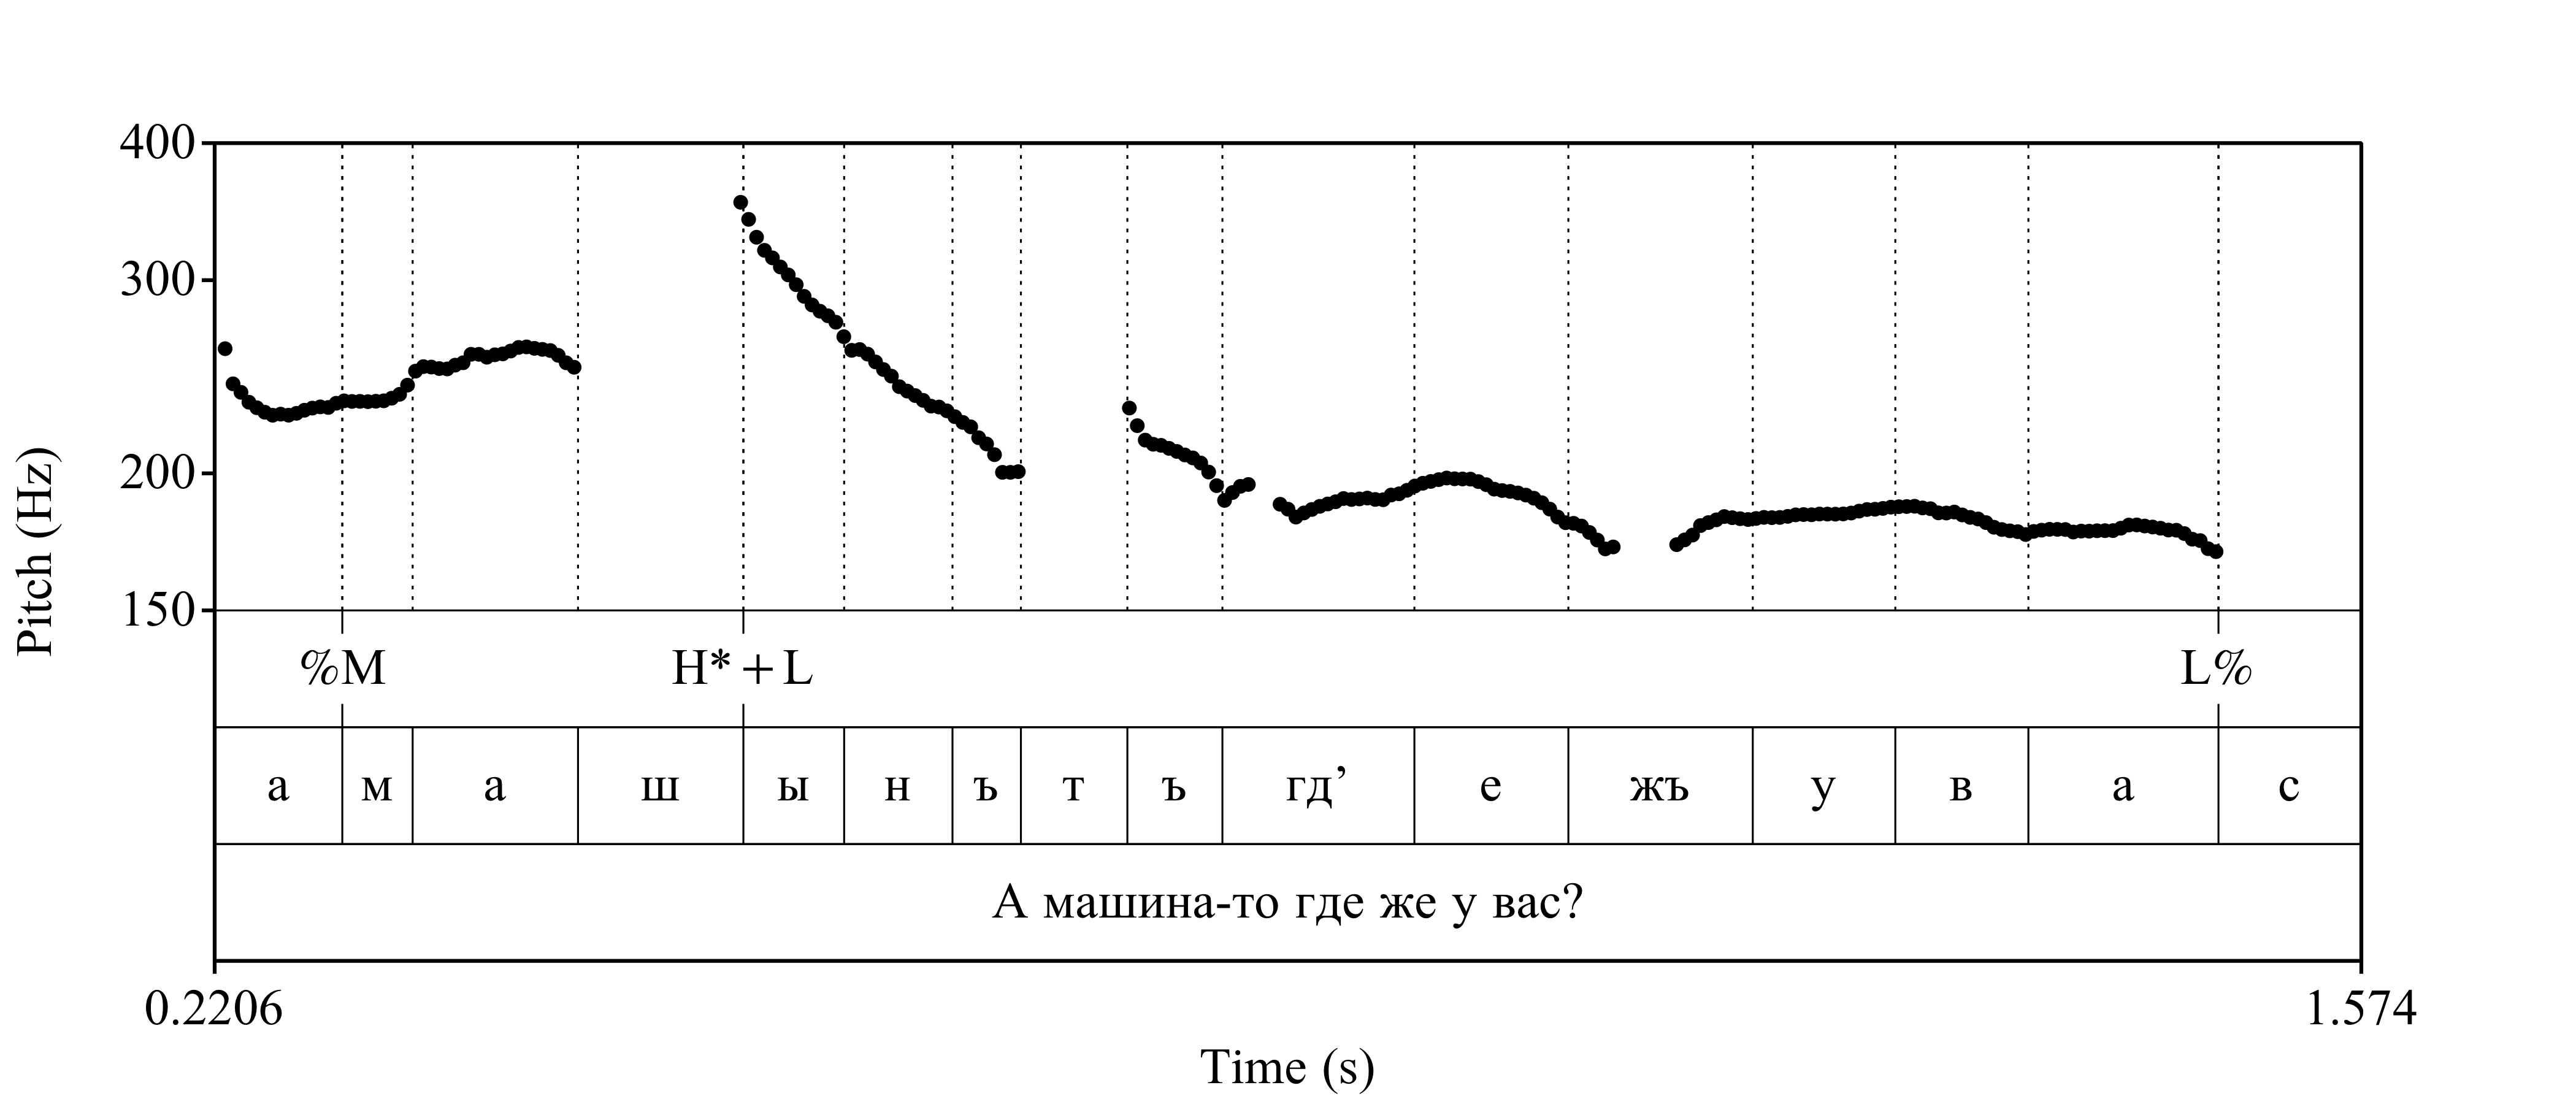 400
300
200
150
Pitch (Hz)
%M H*+L L%
а м а ш ы н ъ т ъ гд’ е жъ у в а с
А машина-то где же у вас?
0.2206 1.574
Time (s)